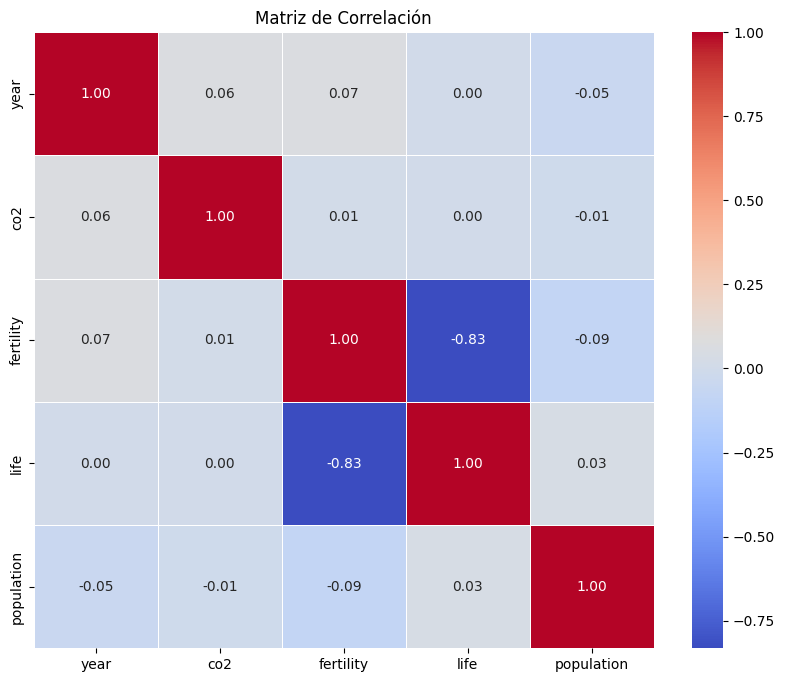 Matriz de Correlación
year 1.00 0.06 0.07 0.00 -0.05
co2 0.06 1.00 0.01 0.00 -0.01
fertility 0.07 0.01 1.00 -0.83 -0.09
life 0.00 0.00 -0.83 1.00 0.03
population -0.05 -0.01 -0.09 0.03 1.00
year co2 fertility life population
1.00
0.75
0.50
0.25
0.00
−0.25
−0.50
−0.75